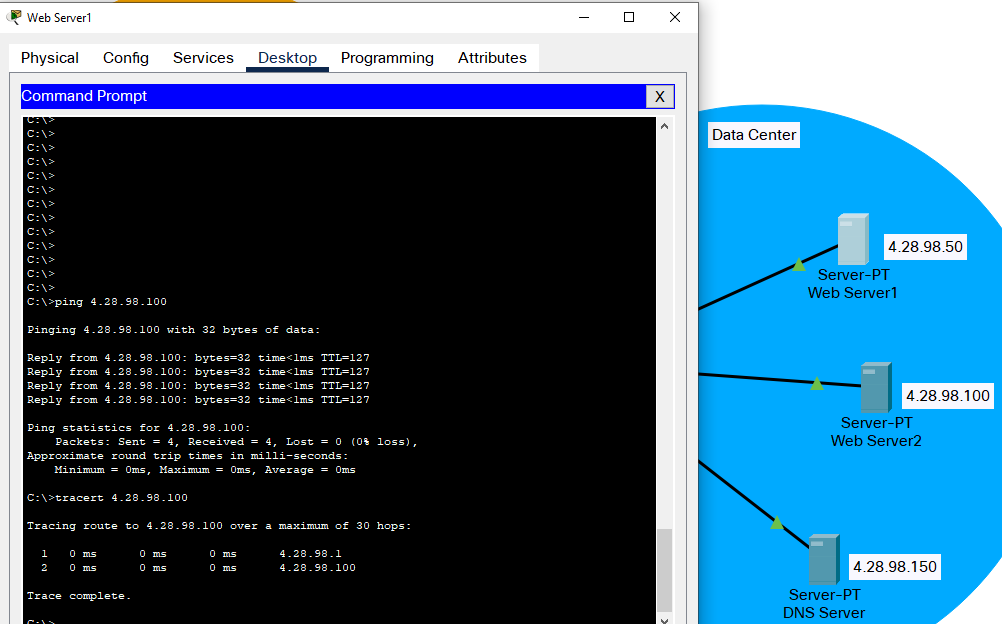 Web Server1
Physical Config Services Desktop Programming Attributes
Command Prompt
X
C:\>
C:\>
C:\>
C:\>
C:\>
C:\>
C:\>
C:\>
C:\>
C:\>
C:\>
C:\>
C:\>
C:\>ping 4.28.98.100
Pinging 4.28.98.100 with 32 bytes of data:
Reply from 4.28.98.100: bytes=32 time<1ms TTL=127
Reply from 4.28.98.100: bytes=32 time<1ms TTL=127
Reply from 4.28.98.100: bytes=32 time<1ms TTL=127
Reply from 4.28.98.100: bytes=32 time<1ms TTL=127
Ping statistics for 4.28.98.100:
Packets: Sent = 4, Received = 4, Lost = 0 (0% loss),
Approximate round trip times in milli-seconds:
Minimum = 0ms, Maximum = 0ms, Average = 0ms
C:\>tracert 4.28.98.100
Tracing route to 4.28.98.100 over a maximum of 30 hops:
1 0 ms 0 ms 0 ms 4.28.98.1
2 0 ms 0 ms 0 ms 4.28.98.100
Trace complete.
C:\>
Data Center
4.28.98.50
Server-PT
Web Server1
4.28.98.100
Server-PT
Web Server2
4.28.98.150
Server-PT
DNS Server